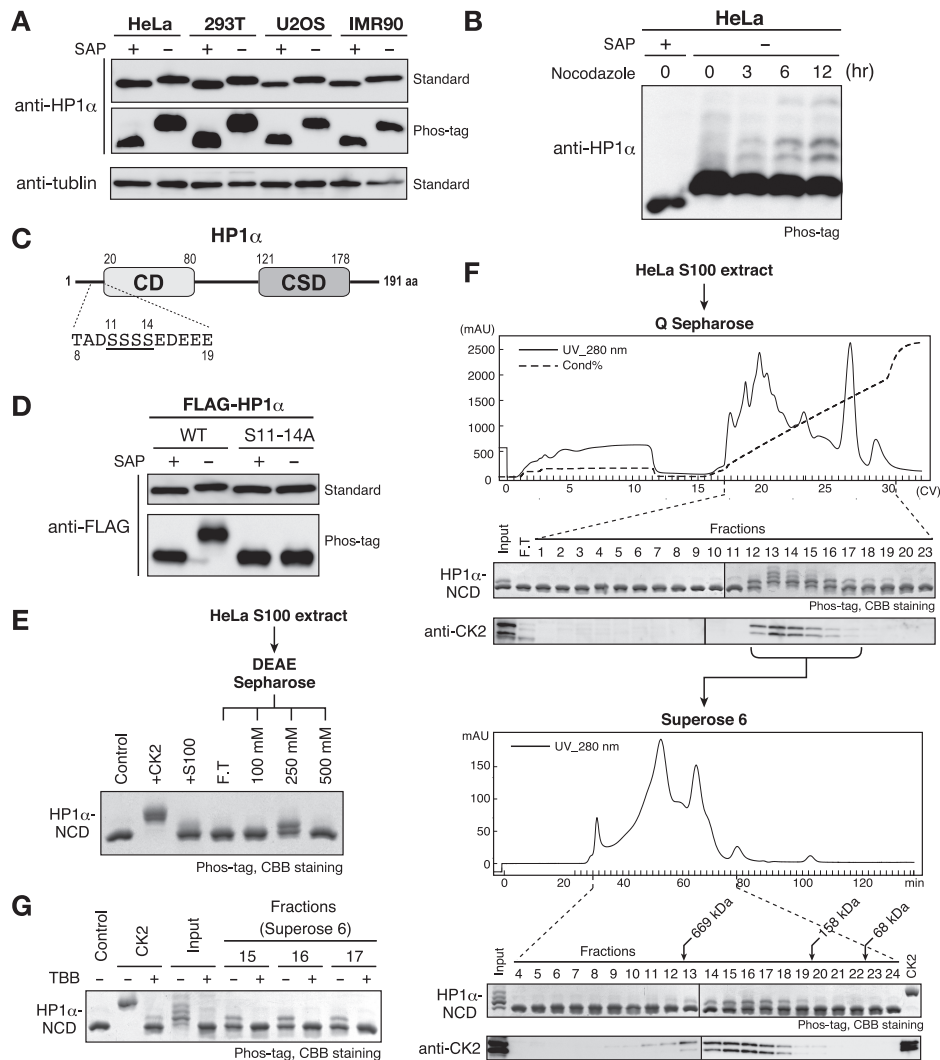 A
HeLa 293T U2OS IMR90
SAP + − + − + − + −
anti-HP1α
Standard
Phos-tag
anti-tublin
Standard
B
HeLa
SAP + −
Nocodazole 0 0 3 6 12 (hr)
anti-HP1α
Phos-tag
C
HP1α
20 80 121 178
1 CD CSD 191 aa
11 14
TADSSSSEDEEE
8 19
D
FLAG-HP1α
WT S11-14A
SAP + − + −
anti-FLAG
Standard
Phos-tag
E
HeLa S100 extract
DEAE
Sepharose
Control +CK2 +S100 F.T 100 mM 250 mM 500 mM
HP1α-
NCD
Phos-tag, CBB staining
F
HeLa S100 extract
Q Sepharose
(mAU)
UV_280 nm
Cond%
2500
2000
1500
1000
500
0
0 5 10 15 20 25 30 (CV)
Fractions
Input F.T 1 2 3 4 5 6 7 8 9 10 11 12 13 14 15 16 17 18 19 20 23
HP1α-
NCD
Phos-tag, CBB staining
anti-CK2
Superose 6
mAU
UV_280 nm
150
100
50
0
0 20 40 60 80 100 120 min
669 kDa 158 kDa 68 kDa
Fractions
Input 4 5 6 7 8 9 10 11 12 13 14 15 16 17 18 19 20 21 22 23 24 CK2
HP1α-
NCD
Phos-tag, CBB staining
anti-CK2
G
Fractions
(Superose 6)
Control CK2 Input 15 16 17
TBB − − + − + − + − + − +
HP1α-
NCD
Phos-tag, CBB staining